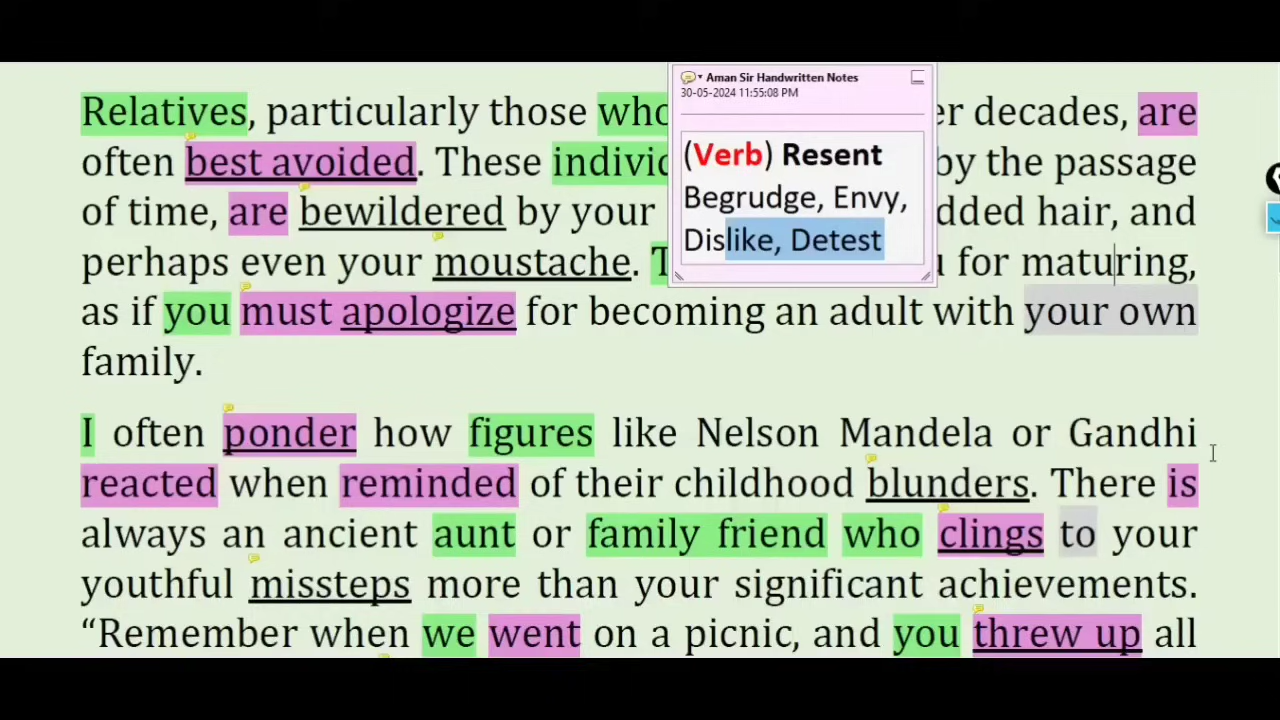 Relatives, particularly those who er decades, are
often best avoided. These individ by the passage
of time, are bewildered by your dded hair, and
perhaps even your moustache. T u for maturing,
as if you must apologize for becoming an adult with your own
family.
Aman Sir Handwritten Notes
30-05-2024 11:55:08 PM
(Verb) Resent
Begrudge, Envy,
Dislike, Detest
I often ponder how figures like Nelson Mandela or Gandhi
reacted when reminded of their childhood blunders. There is
always an ancient aunt or family friend who clings to your
youthful missteps more than your significant achievements.
“Remember when we went on a picnic, and you threw up all